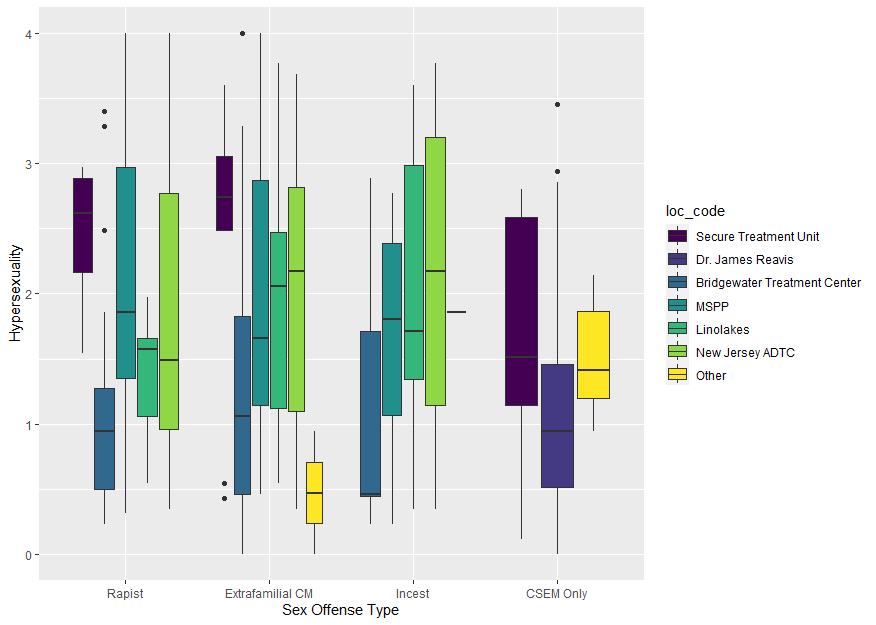 4
3
2
1
0
Hypersexuality
Rapist
Extrafamilial CM
Incest
CSEM Only
Sex Offense Type
loc_code
Secure Treatment Unit
Dr. James Reavis
Bridgewater Treatment Center
MSPP
Linolakes
New Jersey ADTC
Other